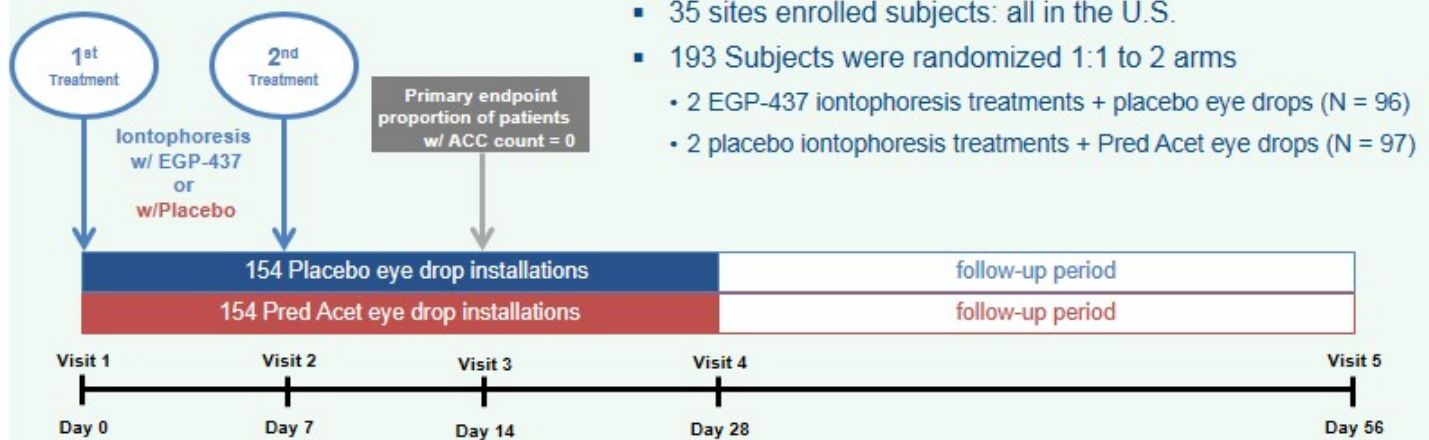 1st
Treatment
2nd
Treatment
Primary endpoint
proportion of patients
w/ ACC count = 0
Iontophoresis
w/ EGP-437
or
w/Placebo
▪ 35 sites enrolled subjects: all in the U.S.
▪ 193 Subjects were randomized 1:1 to 2 arms
• 2 EGP-437 iontophoresis treatments + placebo eye drops (N = 96)
• 2 placebo iontophoresis treatments + Pred Acet eye drops (N = 97)
154 Placebo eye drop installations
follow-up period
154 Pred Acet eye drop installations
follow-up period
Visit 1
Visit 2
Visit 3
Visit 4
Visit 5
Day 0
Day 7
Day 14
Day 28
Day 56